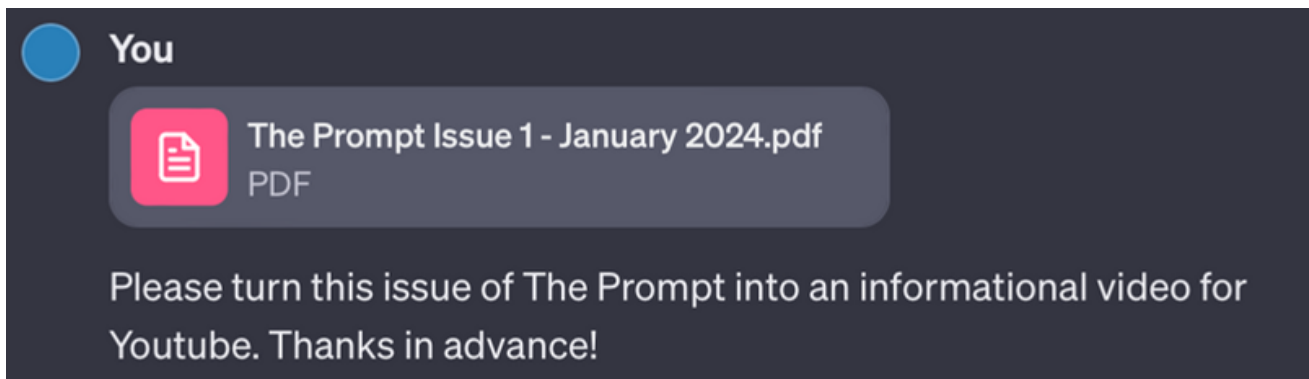 You
The Prompt Issue 1 - January 2024.pdf
PDF
Please turn this issue of The Prompt into an informational video for
Youtube. Thanks in advance!